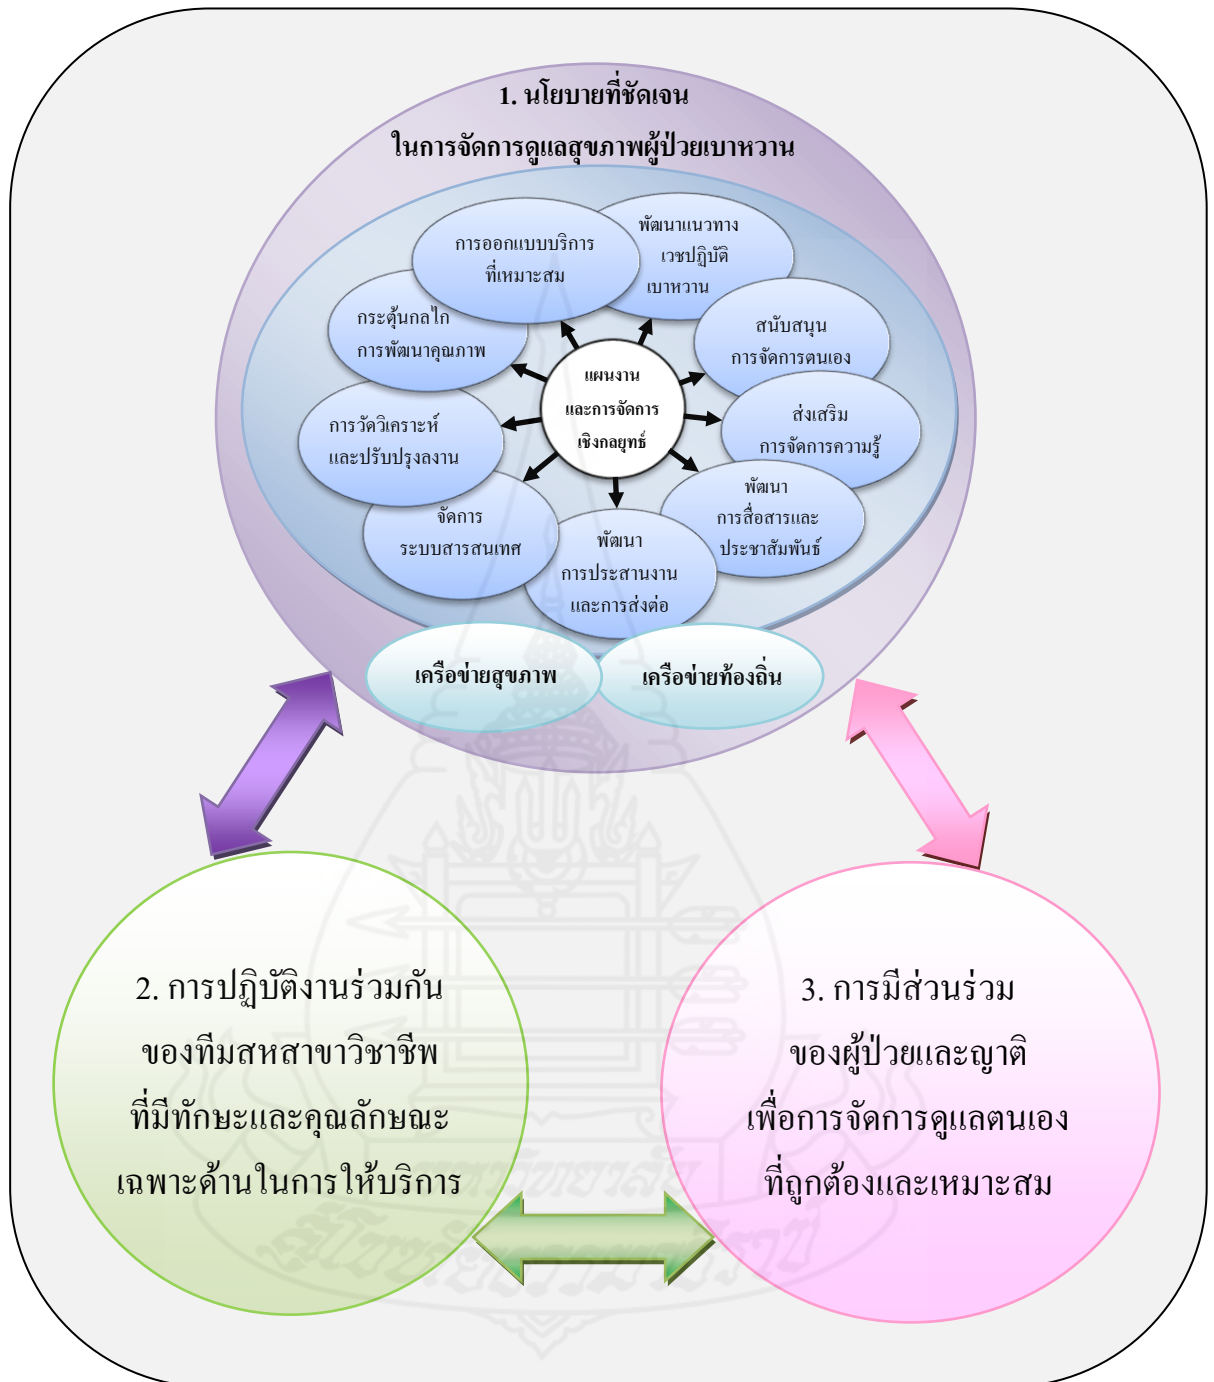 1. นโยบายที่ชัดเจน
ในการจัดการดูแลสุขภาพผู้ป่วยเบาหวาน
การออกแบบบริการ
ที่เหมาะสม
พัฒนาแนวทาง
เวชปฏิบัติ
เบาหวาน
กระตุ้นกลไก
การพัฒนาคุณภาพ
สนับสนุน
การจัดการตนเอง
แผนงาน
และการจัดการ
เชิงกลยุทธ์
การวัดวิเคราะห์
และปรับปรุงลงาน
ส่งเสริม
การจัดการความรู้
จัดการ
ระบบสารสนเทศ
พัฒนา
การสื่อสารและ
ประชาสัมพันธ์
พัฒนา
การประสานงาน
และการส่งต่อ
เครือข่ายสุขภาพ
เครือข่ายท้องถิ่น
2. การปฏิบัติงานร่วมกัน
ของทีมสหสาขาวิชาชีพ
ที่มีทักษะและคุณลักษณะ
เฉพาะด้านในการให้บริการ
3. การมีส่วนร่วม
ของผู้ป่วยและญาติ
เพื่อการจัดการดูแลตนเอง
ที่ถูกต้องและเหมาะสม